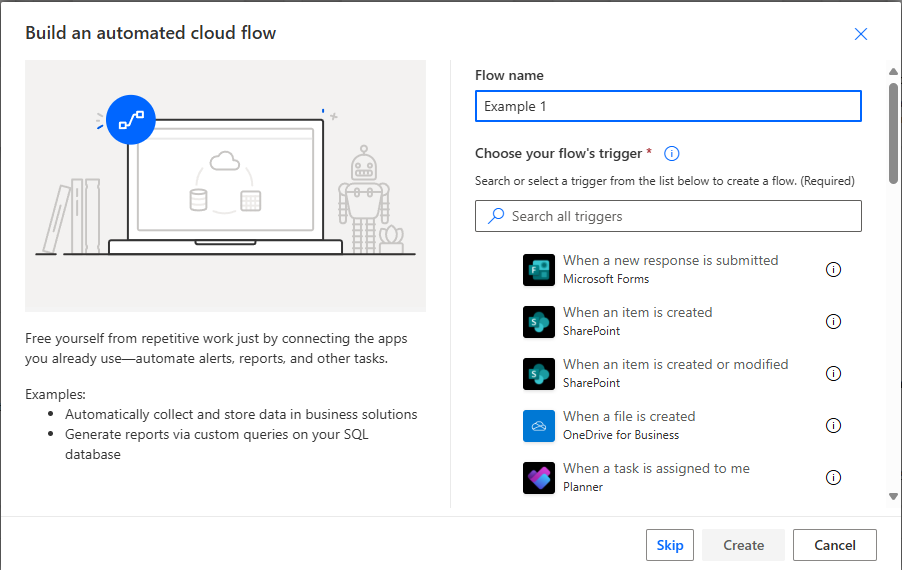 Build an automated cloud flow
Free yourself from repetitive work just by connecting the apps
you already use—automate alerts, reports, and other tasks.
Examples:
• Automatically collect and store data in business solutions
• Generate reports via custom queries on your SQL
database
Flow name
Example 1
Choose your flow's trigger *
Search or select a trigger from the list below to create a flow. (Required)
Search all triggers
When a new response is submitted
Microsoft Forms
When an item is created
SharePoint
When an item is created or modified
SharePoint
When a file is created
OneDrive for Business
When a task is assigned to me
Planner
Skip
Create
Cancel